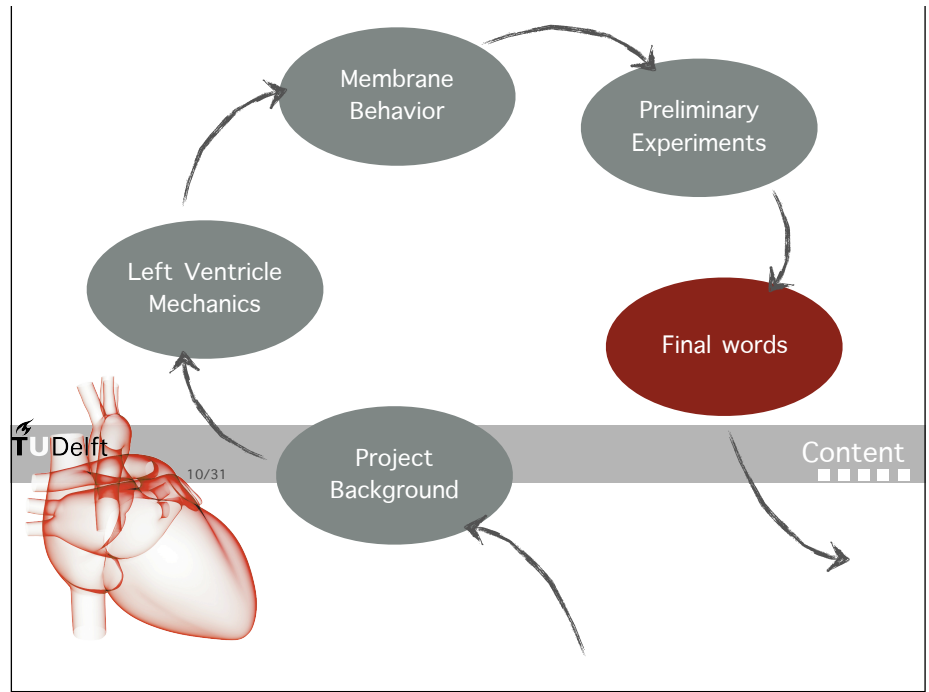 Membrane
Behavior
Preliminary
Experiments
Left Ventricle
Mechanics
Final words
TUDelft
Content
10/31
Project
Background